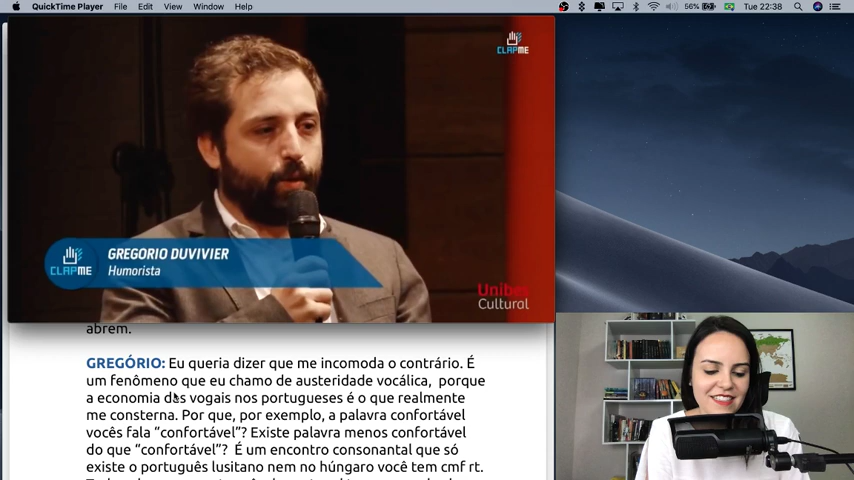 QuickTime Player File Edit View Window Help
56% Tue 22:38
CLAPME
GREGORIO DUVIVIER
Humorista
CLAPME
Unibes
Cultural
abrem.
GREGÓRIO: Eu queria dizer que me incomoda o contrário. É
um fenômeno que eu chamo de austeridade vocálica, porque
a economia das vogais nos portugueses é o que realmente
me consterna. Por que, por exemplo, a palavra confortável
vocês fala “confortável”? Existe palavra menos confortável
do que “confortável”? É um encontro consonantal que só
existe o português lusitano nem no húngaro você tem cmf rt.